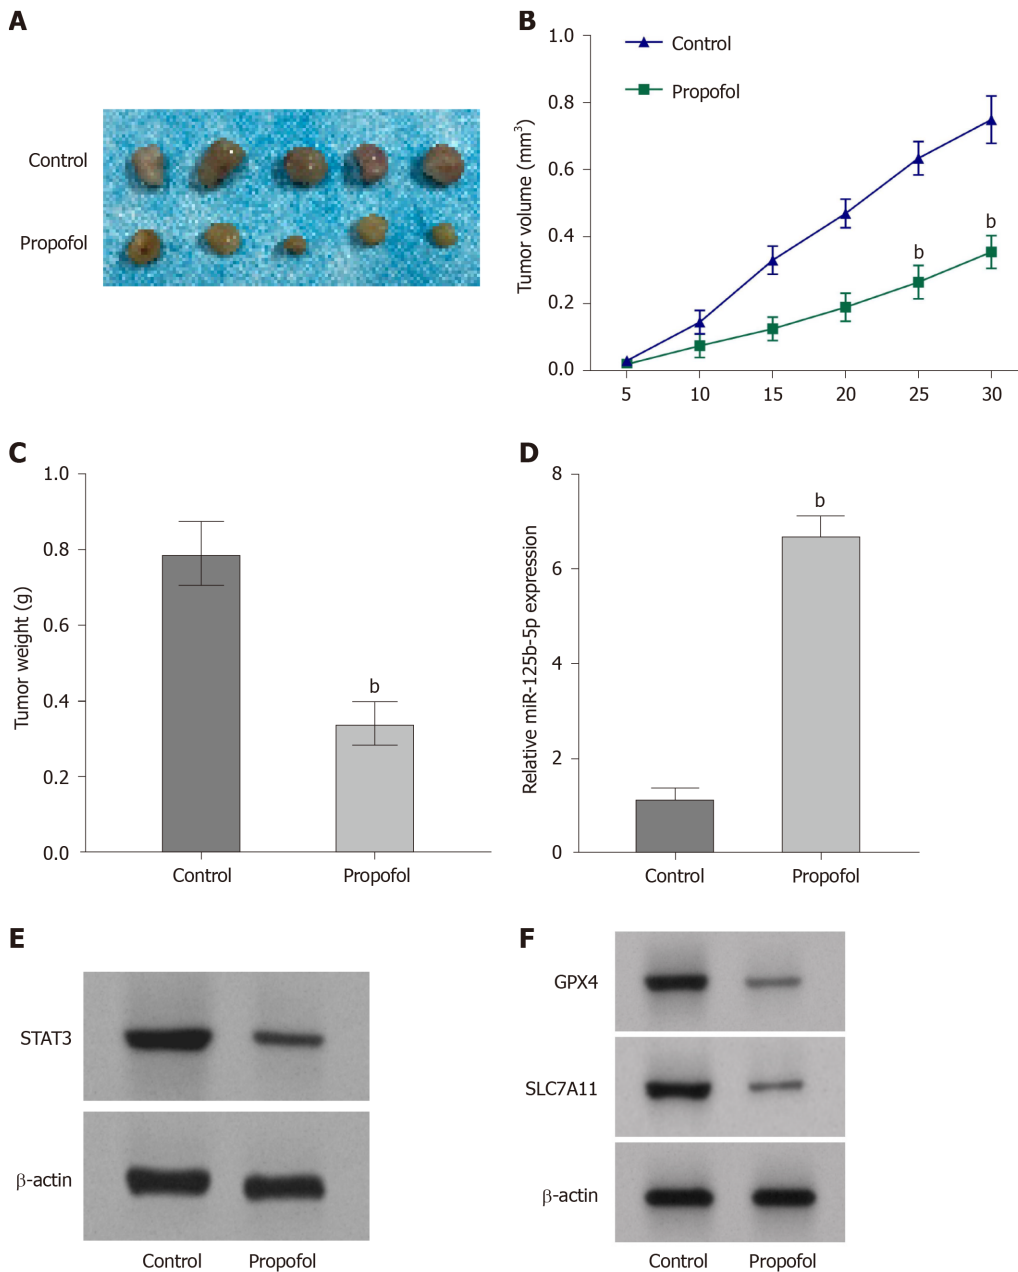 A
Control
Propofol
B
Control
Propofol
Tumor volume (mm³)
1.0
0.8
0.6
0.4
0.2
0.0
b
b
5 10 15 20 25 30
C
Tumor weight (g)
1.0
0.8
0.6
0.4
0.2
0.0
b
Control Propofol
D
Relative miR-125b-5p expression
8
6
4
2
0
b
Control Propofol
E
STAT3
β-actin
Control Propofol
F
GPX4
SLC7A11
β-actin
Control Propofol